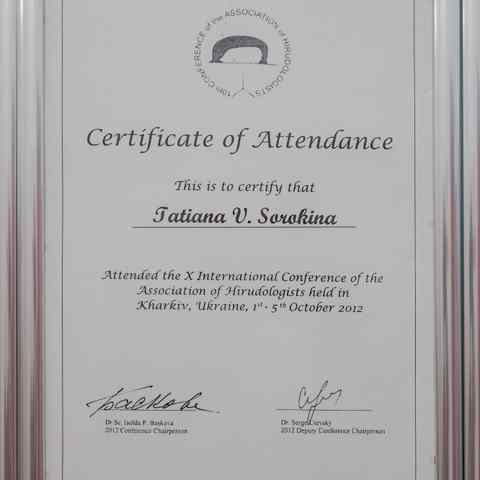 10th CONFERENCE of the ASSOCIATION of HIRUDOLOGISTS
Certificate of Attendance
This is to certify that
Tatiana V. Sorokina
Attended the X International Conference of the
Association of Hirudologists held in
Kharkiv, Ukraine, 1st - 5th October 2012
Dr Sc. Isolda P. Baskova
2012 Conference Chairperson
Dr. Sergei
2012 Deputy Conference Chairperson